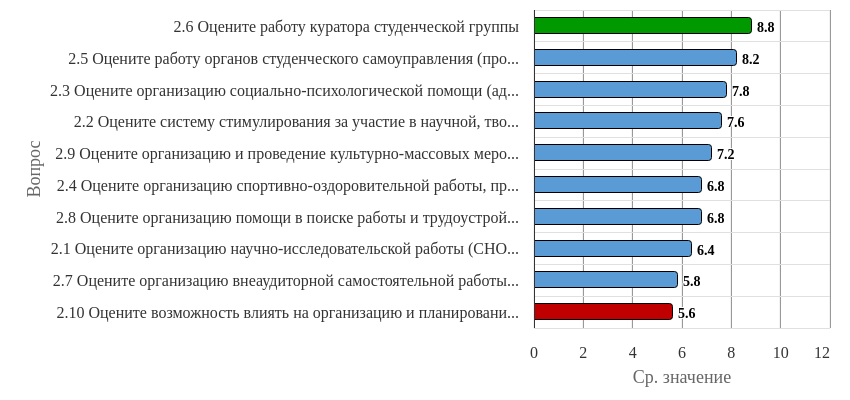 2.6 Оцените работу куратора студенческой группы
8.8
2.5 Оцените работу органов студенческого самоуправления (про...
8.2
2.3 Оцените организацию социально-психологической помощи (ад...
7.8
2.2 Оцените систему стимулирования за участие в научной, тво...
7.6
2.9 Оцените организацию и проведение культурно-массовых меро...
7.2
2.4 Оцените организацию спортивно-оздоровительной работы, пр...
6.8
2.8 Оцените организацию помощи в поиске работы и трудоустрой...
6.8
2.1 Оцените организацию научно-исследовательской работы (СНО...
6.4
2.7 Оцените организацию внеаудиторной самостоятельной работы...
5.8
2.10 Оцените возможность влиять на организацию и планировани...
5.6
Вопрос
0 2 4 6 8 10 12
Ср. значение